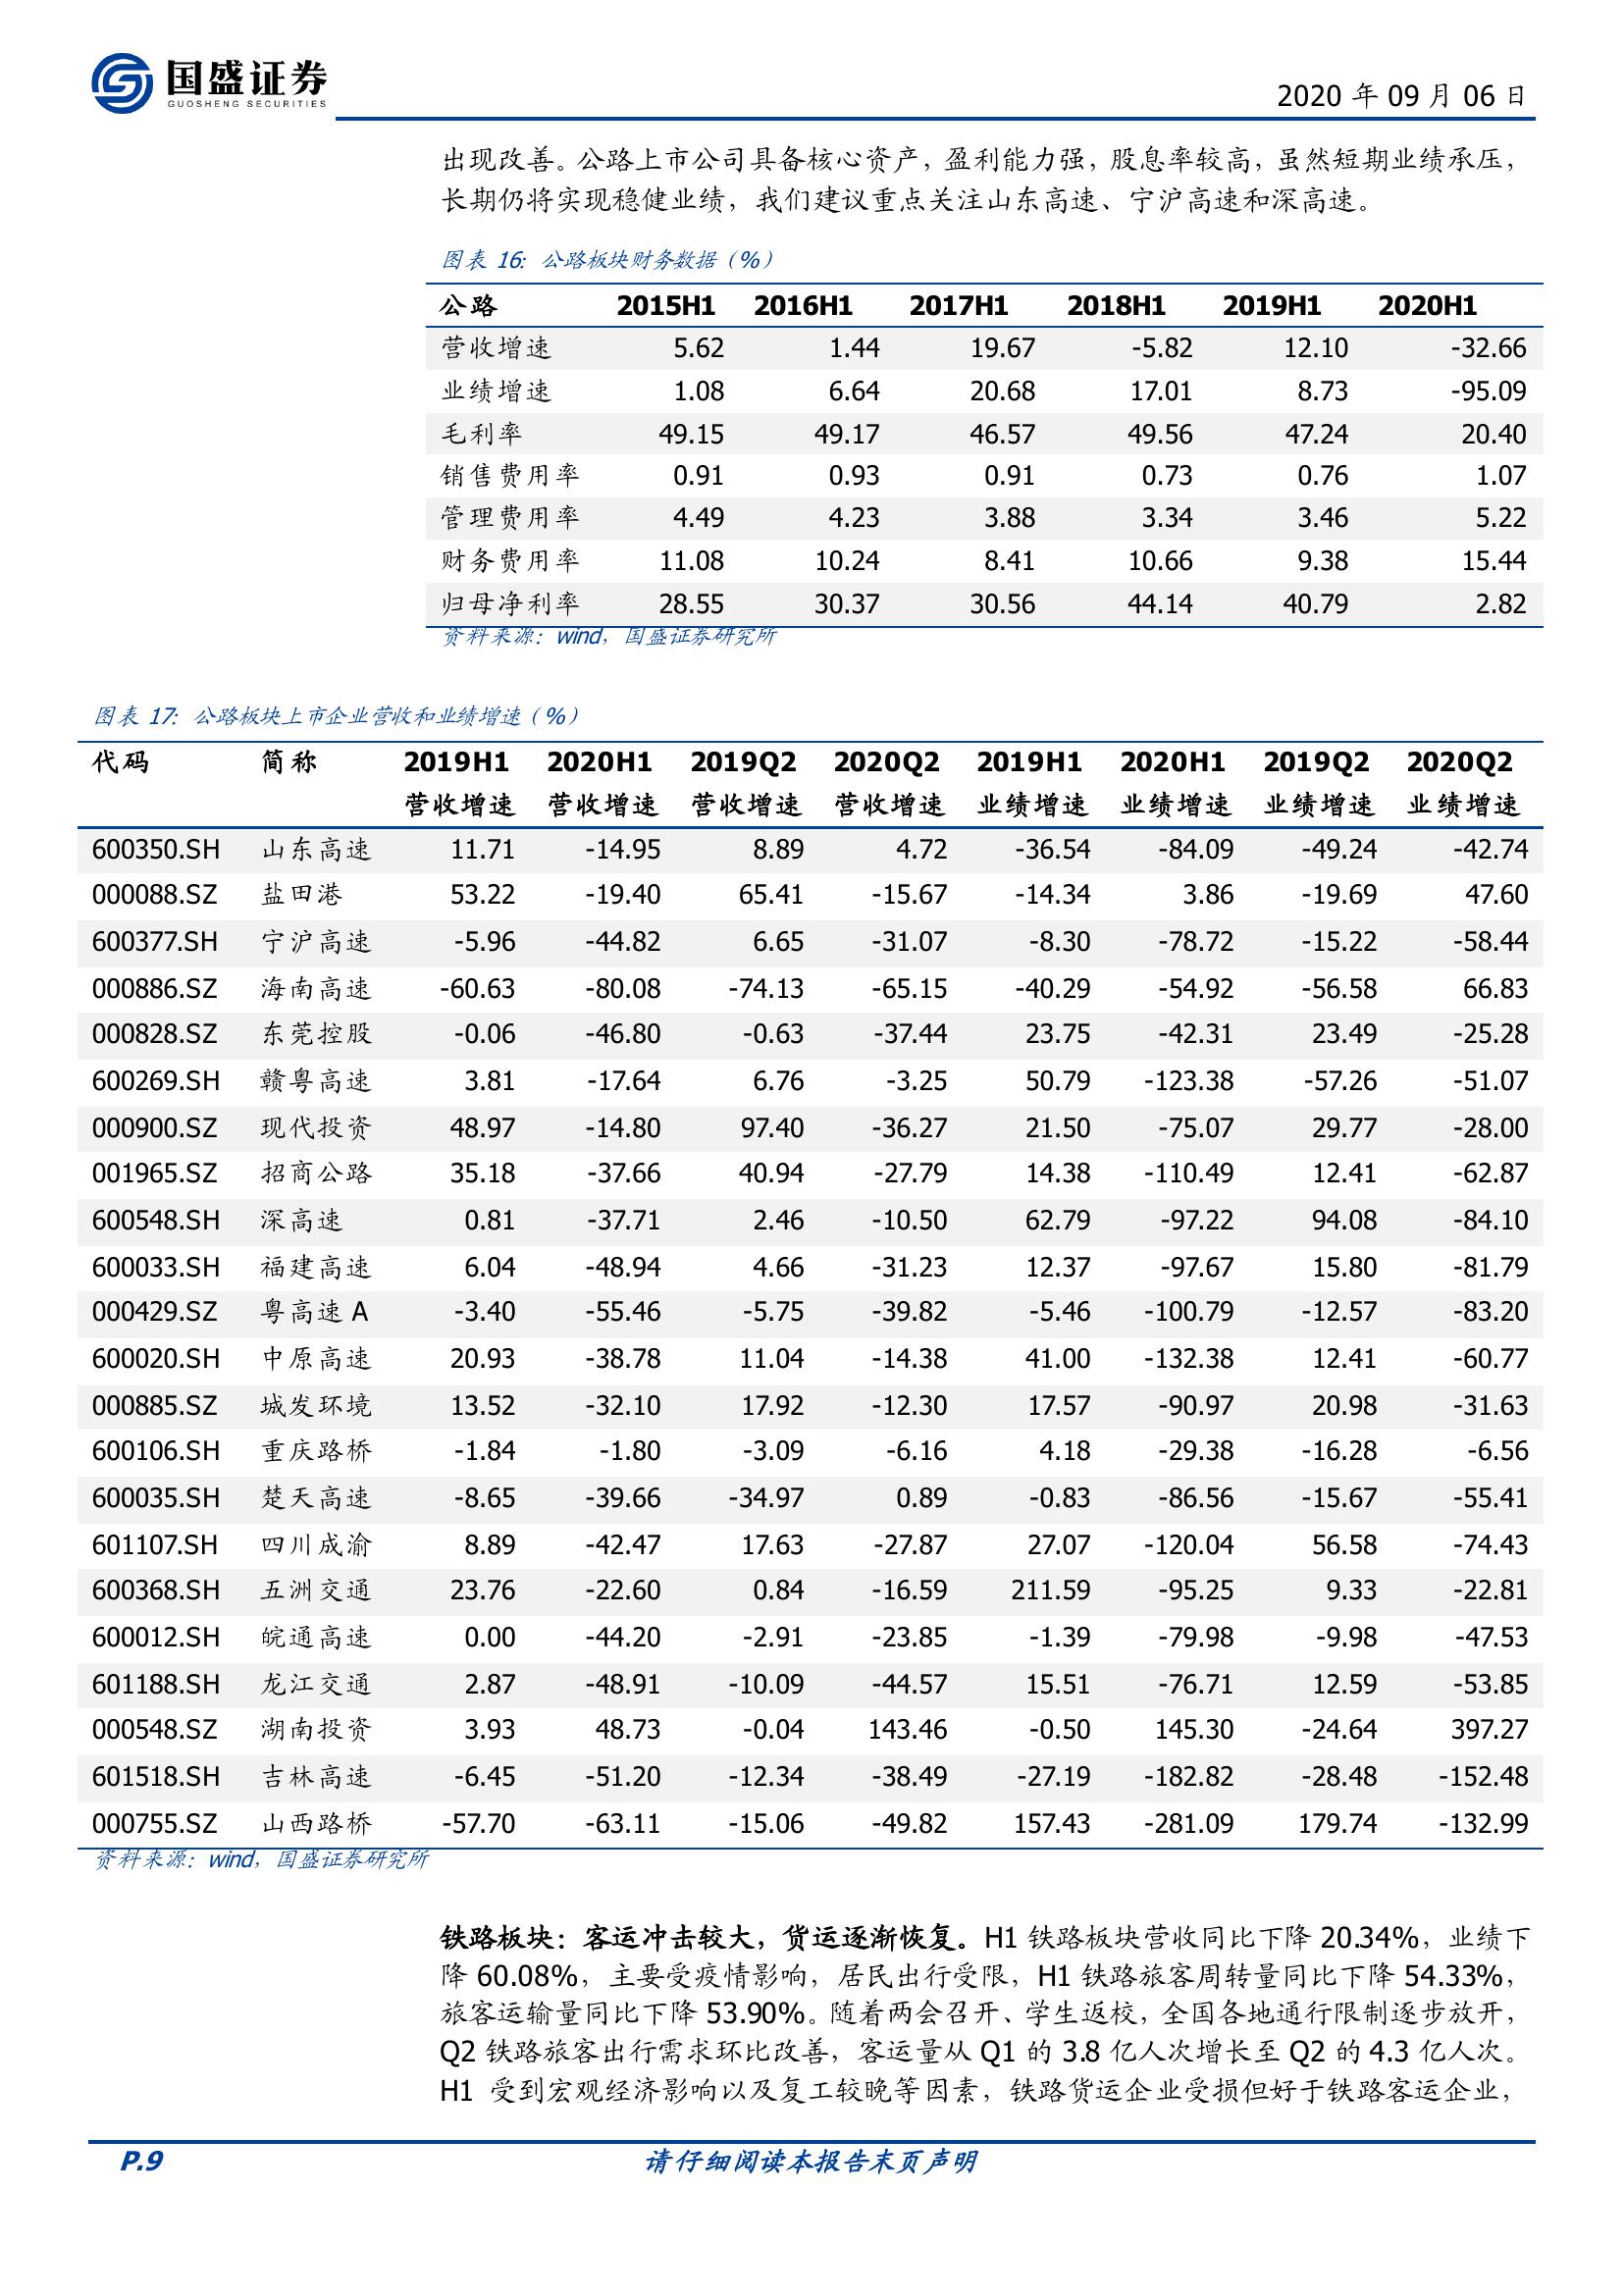 国盛证券
GUOSHENG SECURITIES
2020 年 09 月 06 日
出现改善。公路上市公司具备核心资产，盈利能力强，股息率较高，虽然短期业绩承压，
长期仍将实现稳健业绩，我们建议重点关注山东高速、宁沪高速和深高速。
图表 16：公路板块财务数据（%）
公路 2015H1 2016H1 2017H1 2018H1 2019H1 2020H1
营收增速 5.62 1.44 19.67 -5.82 12.10 -32.66
业绩增速 1.08 6.64 20.68 17.01 8.73 -95.09
毛利率 49.15 49.17 46.57 49.56 47.24 20.40
销售费用率 0.91 0.93 0.91 0.73 0.76 1.07
管理费用率 4.49 4.23 3.88 3.34 3.46 5.22
财务费用率 11.08 10.24 8.41 10.66 9.38 15.44
归母净利率 28.55 30.37 30.56 44.14 40.79 2.82
资料来源：wind，国盛证券研究所
图表 17：公路板块上市企业营收和业绩增速（%）
代码 简称 2019H1 2020H1 2019Q2 2020Q2 2019H1 2020H1 2019Q2 2020Q2
营收增速 营收增速 营收增速 营收增速 业绩增速 业绩增速 业绩增速 业绩增速
600350.SH 山东高速 11.71 -14.95 8.89 4.72 -36.54 -84.09 -49.24 -42.74
000088.SZ 盐田港 53.22 -19.40 65.41 -15.67 -14.34 3.86 -19.69 47.60
600377.SH 宁沪高速 -5.96 -44.82 6.65 -31.07 -8.30 -78.72 -15.22 -58.44
000886.SZ 海南高速 -60.63 -80.08 -74.13 -65.15 -40.29 -54.92 -56.58 66.83
000828.SZ 东莞控股 -0.06 -46.80 -0.63 -37.44 23.75 -42.31 23.49 -25.28
600269.SH 赣粤高速 3.81 -17.64 6.76 -3.25 50.79 -123.38 -57.26 -51.07
000900.SZ 现代投资 48.97 -14.80 97.40 -36.27 21.50 -75.07 29.77 -28.00
001965.SZ 招商公路 35.18 -37.66 40.94 -27.79 14.38 -110.49 12.41 -62.87
600548.SH 深高速 0.81 -37.71 2.46 -10.50 62.79 -97.22 94.08 -84.10
600033.SH 福建高速 6.04 -48.94 4.66 -31.23 12.37 -97.67 15.80 -81.79
000429.SZ 粤高速 A -3.40 -55.46 -5.75 -39.82 -5.46 -100.79 -12.57 -83.20
600020.SH 中原高速 20.93 -38.78 11.04 -14.38 41.00 -132.38 12.41 -60.77
000885.SZ 城发环境 13.52 -32.10 17.92 -12.30 17.57 -90.97 20.98 -31.63
600106.SH 重庆路桥 -1.84 -1.80 -3.09 -6.16 4.18 -29.38 -16.28 -6.56
600035.SH 楚天高速 -8.65 -39.66 -34.97 0.89 -0.83 -86.56 -15.67 -55.41
601107.SH 四川成渝 8.89 -42.47 17.63 -27.87 27.07 -120.04 56.58 -74.43
600368.SH 五洲交通 23.76 -22.60 0.84 -16.59 211.59 -95.25 9.33 -22.81
600012.SH 皖通高速 0.00 -44.20 -2.91 -23.85 -1.39 -79.98 -9.98 -47.53
601188.SH 龙江交通 2.87 -48.91 -10.09 -44.57 15.51 -76.71 12.59 -53.85
000548.SZ 湖南投资 3.93 48.73 -0.04 143.46 -0.50 145.30 -24.64 397.27
601518.SH 吉林高速 -6.45 -51.20 -12.34 -38.49 -27.19 -182.82 -28.48 -152.48
000755.SZ 山西路桥 -57.70 -63.11 -15.06 -49.82 157.43 -281.09 179.74 -132.99
资料来源：wind，国盛证券研究所
铁路板块：客运冲击较大，货运逐渐恢复。H1 铁路板块营收同比下降 20.34%，业绩下
降 60.08%，主要受疫情影响，居民出行受限，H1 铁路旅客周转量同比下降 54.33%，
旅客运输量同比下降 53.90%。随着两会召开、学生返校，全国各地通行限制逐步放开，
Q2 铁路旅客出行需求环比改善，客运量从 Q1 的 3.8 亿人次增长至 Q2 的 4.3 亿人次。
H1 受到宏观经济影响以及复工较晚等因素，铁路货运企业受损但好于铁路客运企业，
P.9
请仔细阅读本报告末页声明